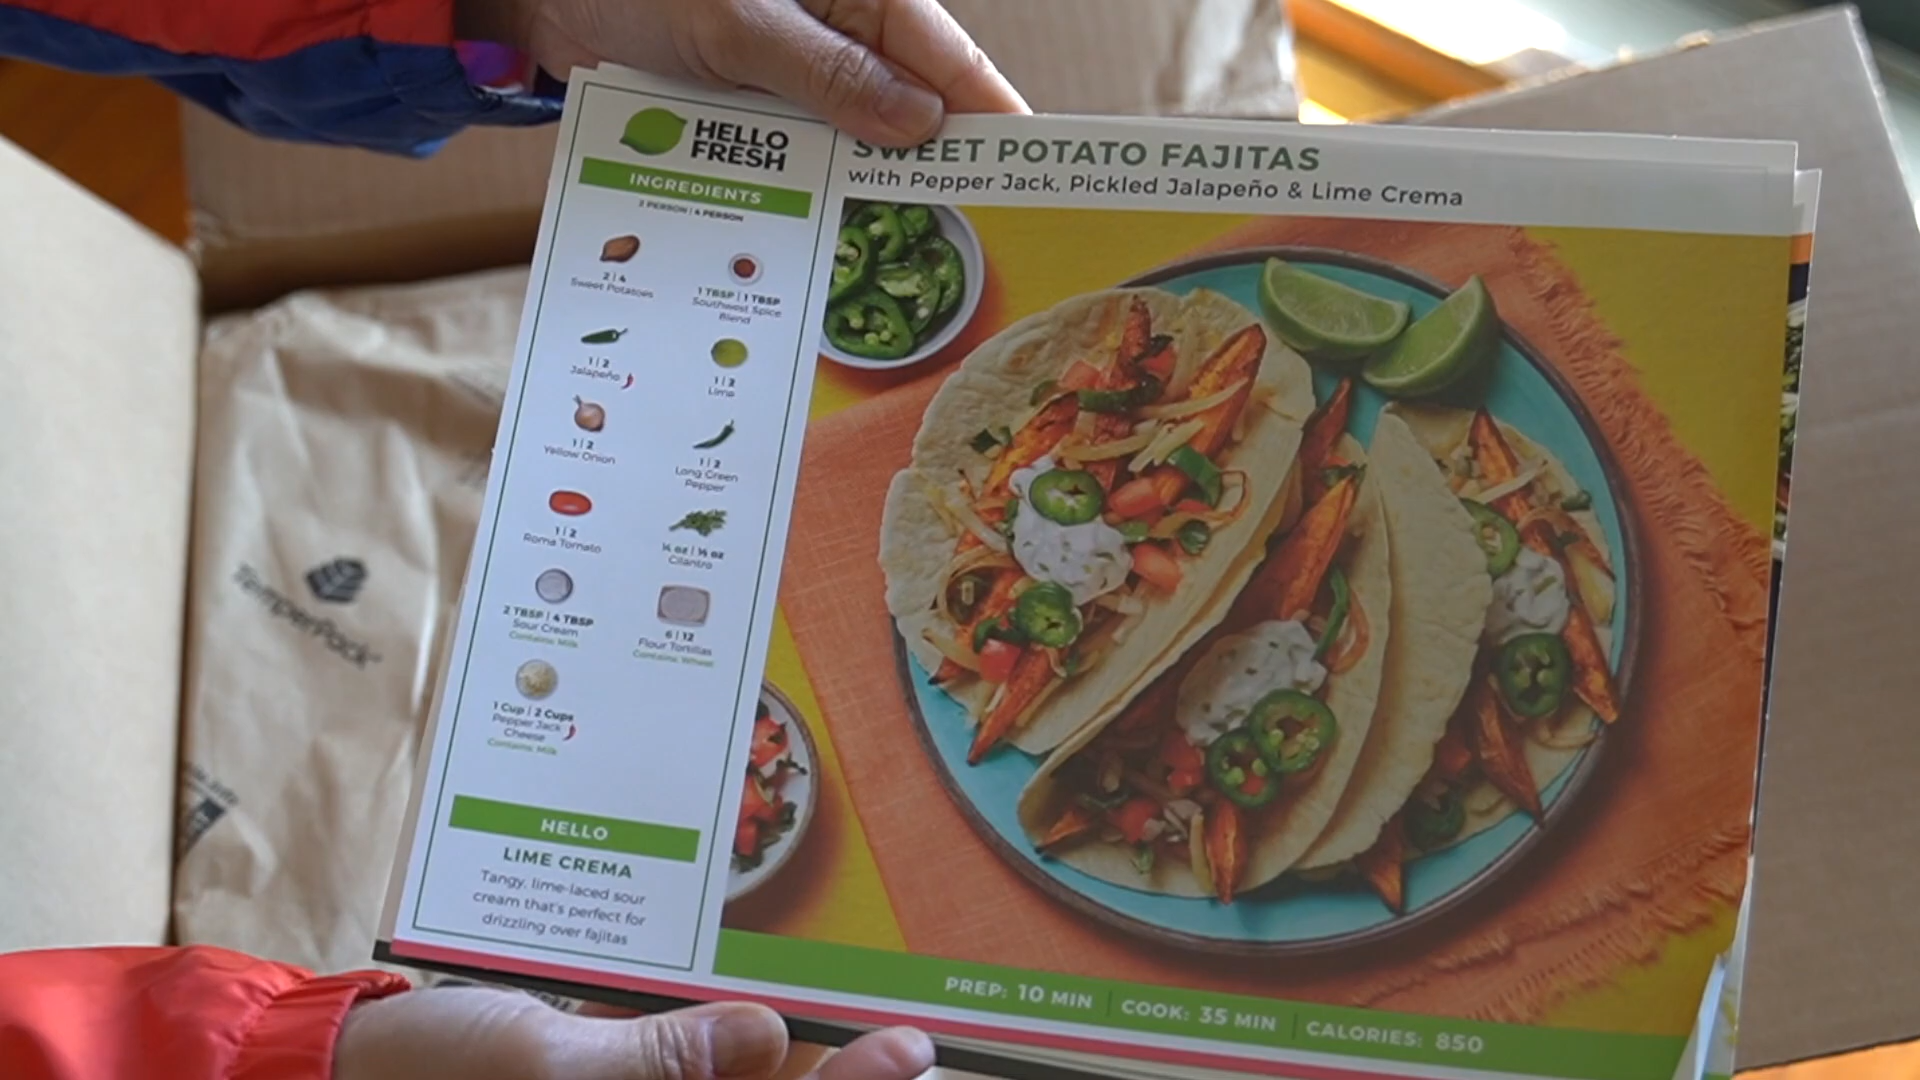 HELLO
FRESH
INGREDIENTS
2 PERSON | 4 PERSON
2 | 4
Sweet Potatoes
1 TBSP | 1 TBSP
Southwest Spice
Blend
1 | 2
Jalapeño
1 | 2
Lime
1 | 2
Yellow Onion
1 | 2
Long Green
Pepper
1 | 2
Roma Tomato
¼ oz | ½ oz
Cilantro
2 TBSP | 4 TBSP
Sour Cream
Contains: Milk
6 | 12
Flour Tortillas
Contains: Wheat
1 Cup | 2 Cups
Pepper Jack
Cheese
Contains: Milk
HELLO
LIME CREMA
Tangy, lime-laced sour
cream that's perfect for
drizzling over fajitas
SWEET POTATO FAJITAS
with Pepper Jack, Pickled Jalapeño & Lime Crema
PREP: 10 MIN | COOK: 35 MIN | CALORIES: 850
TemperPack